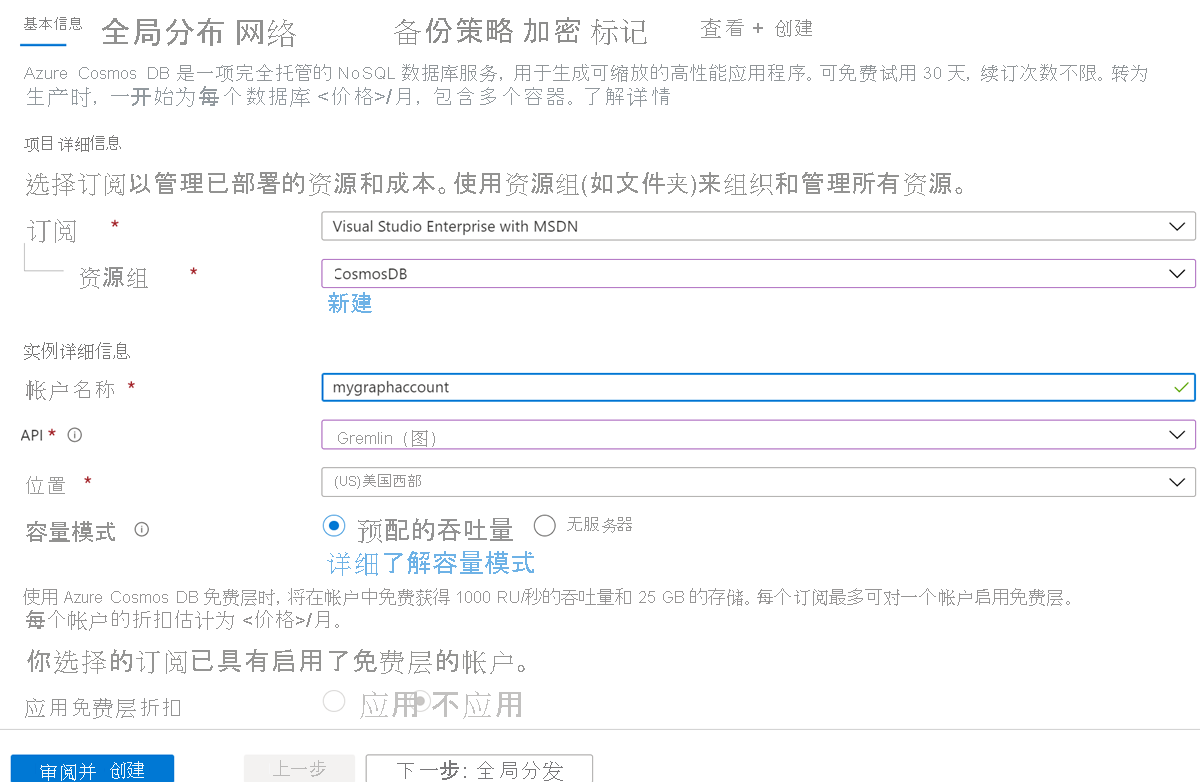 基本信息 全局分布 网络 备份策略 加密 标记 查看 + 创建
Azure Cosmos DB 是一项完全托管的 NoSQL 数据库服务, 用于生成可缩放的高性能应用程序。可免费试用 30 天, 续订次数不限。转为
生产时, 一开始为每个数据库 <价格>/月, 包含多个容器。了解详情
项目详细信息
选择订阅以管理已部署的资源和成本。使用资源组(如文件夹)来组织和管理所有资源。
订阅 * Visual Studio Enterprise with MSDN
资源组 * CosmosDB
新建
实例详细信息
帐户名称 * mygraphaccount
API * Gremlin (图)
位置 * (US)美国西部
容量模式 预配的吞吐量 无服务器
详细了解容量模式
使用 Azure Cosmos DB 免费层时, 将在帐户中免费获得 1000 RU/秒的吞吐量和 25 GB 的存储。每个订阅最多可对一个帐户启用免费层。
每个帐户的折扣估计为 <价格>/月。
你选择的订阅已具有启用了免费层的帐户。
应用免费层折扣 应用 不应用
审阅并 创建 上一步 下一步: 全局分发